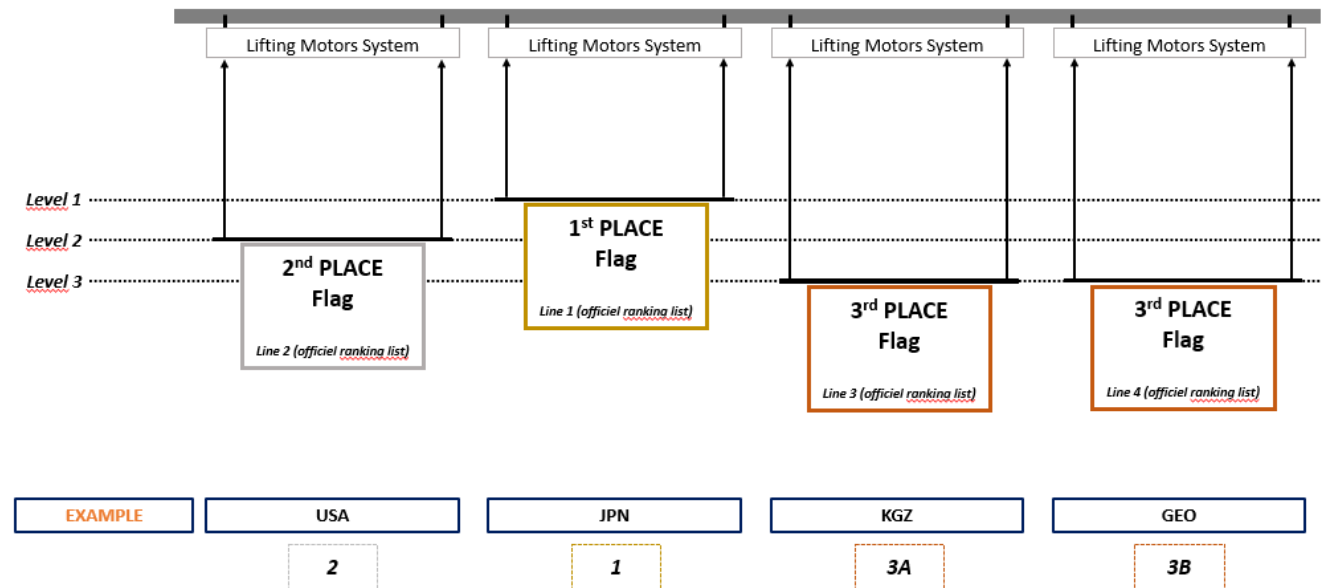 Lifting Motors System
Lifting Motors System
Lifting Motors System
Lifting Motors System
Level 1
Level 2
Level 3
2nd PLACE
Flag
Line 2 (officiel ranking list)
1st PLACE
Flag
Line 1 (officiel ranking list)
3rd PLACE
Flag
Line 3 (officiel ranking list)
3rd PLACE
Flag
Line 4 (officiel ranking list)
EXAMPLE
USA
JPN
KGZ
GEO
2
1
3A
3B